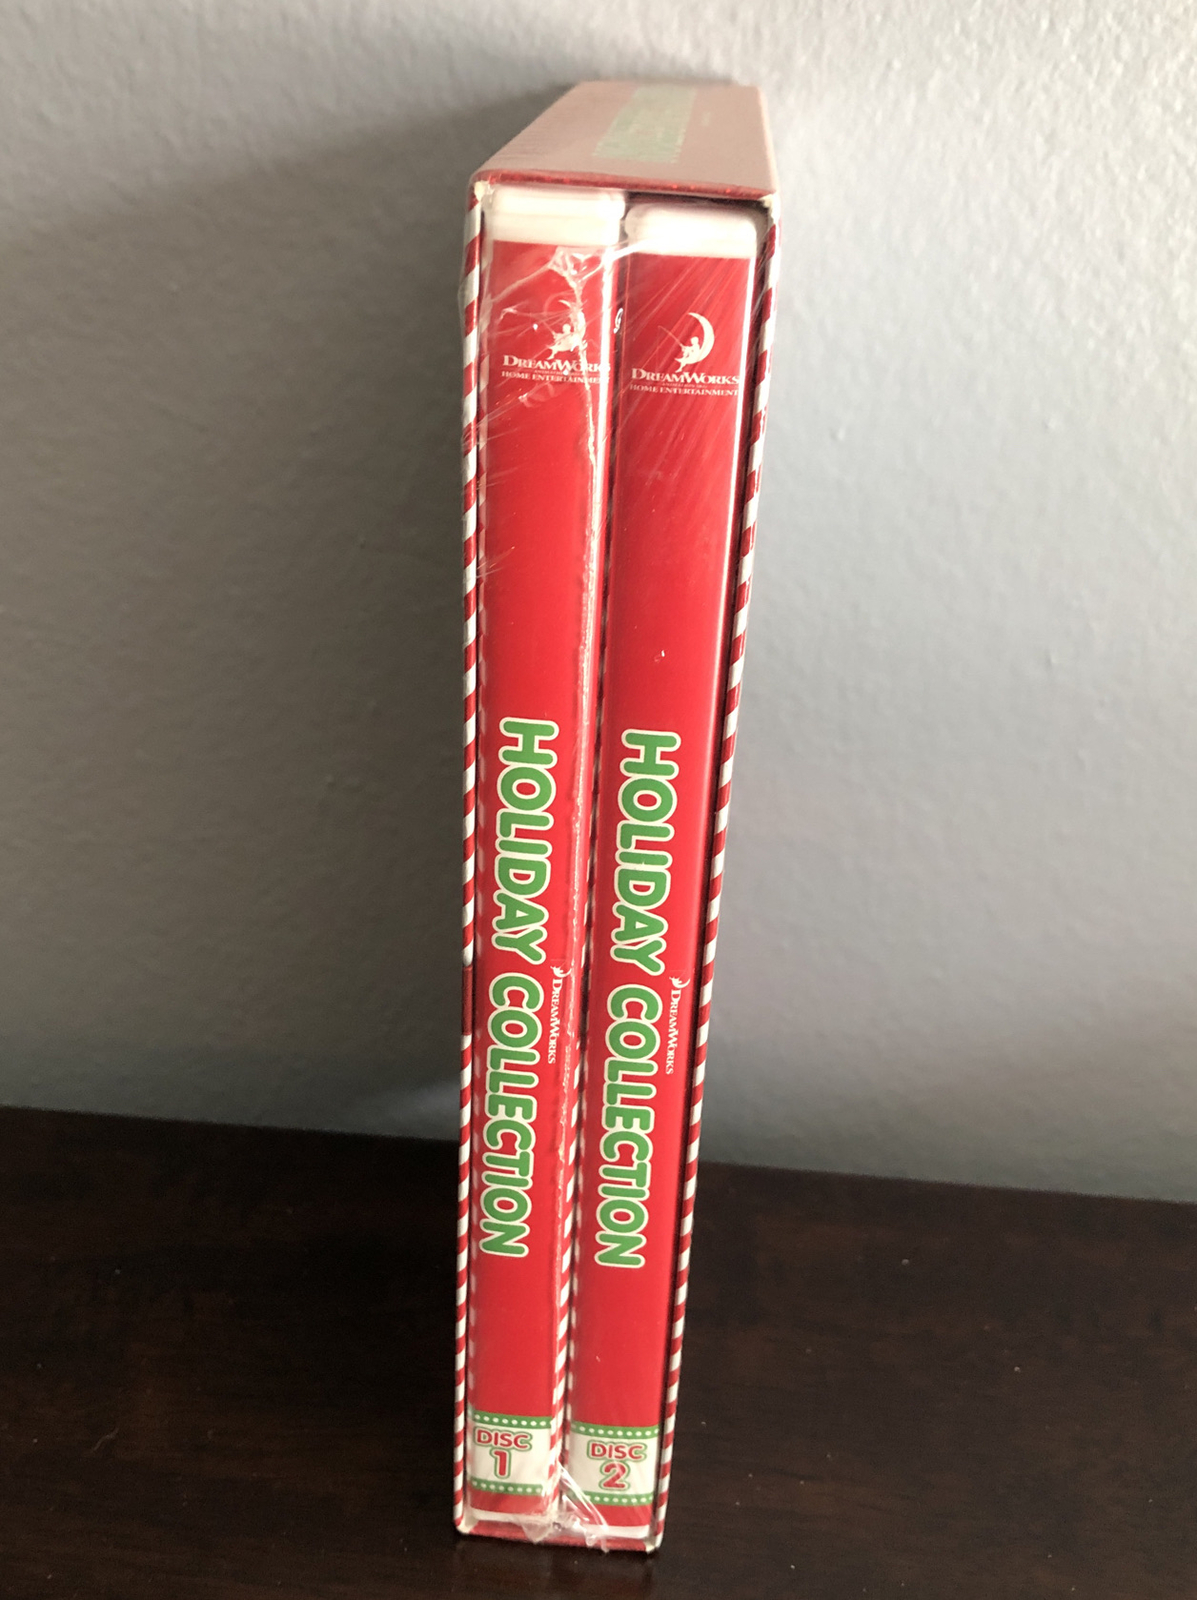 DREAMWORKS
HOME ENTERTAINMENT
DREAMWORKS
HOLIDAY COLLECTION
DISC
1
DREAMWORKS
HOME ENTERTAINMENT
DREAMWORKS
HOLIDAY COLLECTION
DISC
2